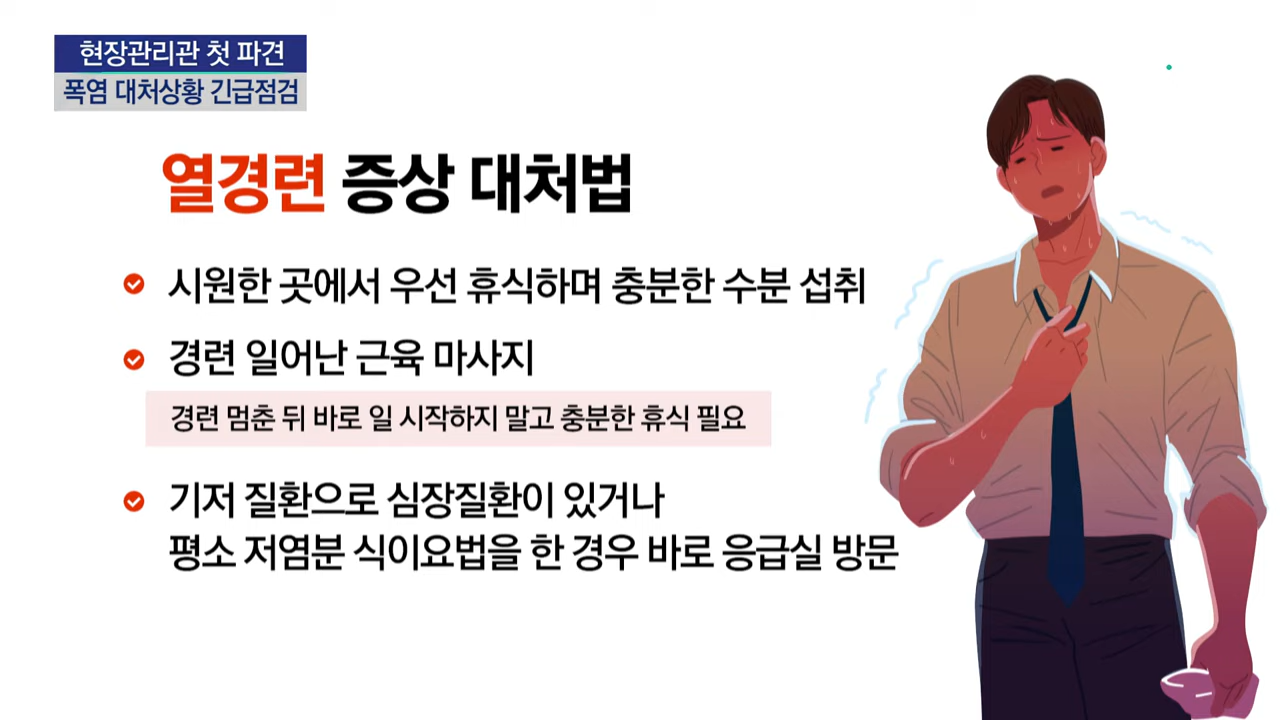 현장관리관 첫 파견
폭염 대처상황 긴급점검
열경련 증상 대처법
시원한 곳에서 우선 휴식하며 충분한 수분 섭취
경련 일어난 근육 마사지
경련 멈춘 뒤 바로 일 시작하지 말고 충분한 휴식 필요
기저 질환으로 심장질환이 있거나
평소 저염분 식이요법을 한 경우 바로 응급실 방문